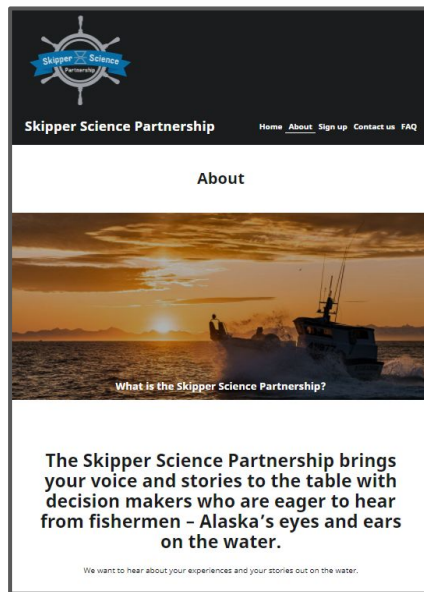 Skipper Science
Partnership
Skipper Science Partnership
Home About Sign up Contact us FAQ
About
What is the Skipper Science Partnership?
The Skipper Science Partnership brings
your voice and stories to the table with
decision makers who are eager to hear
from fishermen – Alaska's eyes and ears
on the water.
We want to hear about your experiences and your stories out on the water.